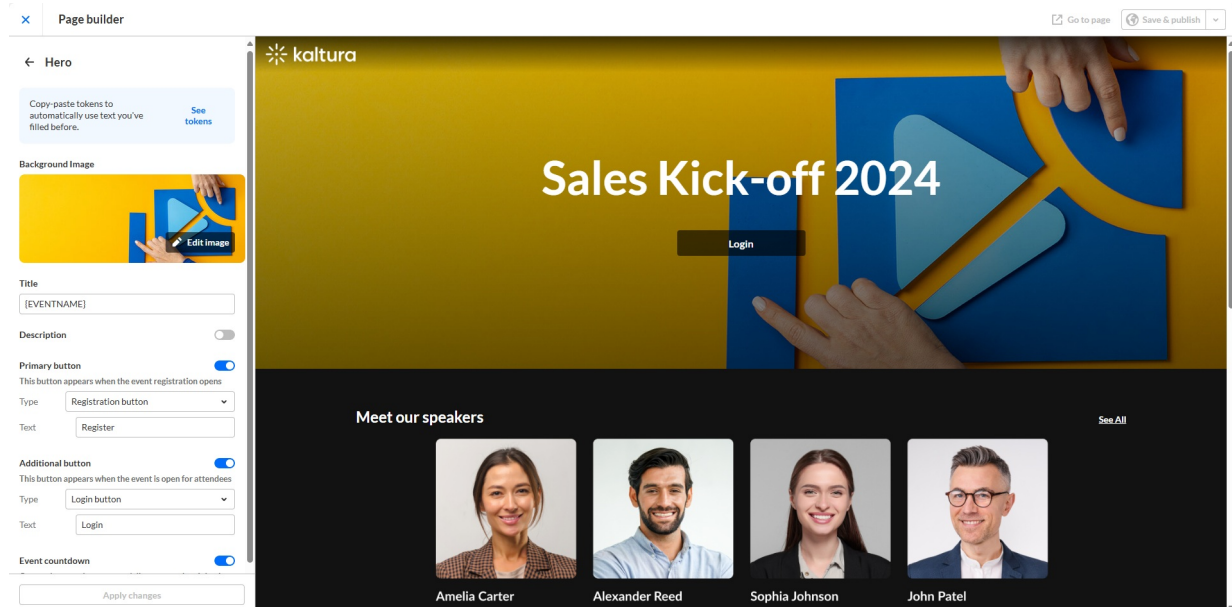 Page builder
Go to page
Save & publish
Hero
Copy-paste tokens to
automatically use text you've
filled before.
See
tokens
Background Image
Edit image
Title
[EVENTNAME]
Description
Primary button
This button appears when the event registration opens
Type
Registration button
Text
Register
Additional button
This button appears when the event is open for attendees
Type
Login button
Text
Login
Event countdown
Apply changes
kaltura
Sales Kick-off 2024
Login
Meet our speakers
See All
Amelia Carter
Alexander Reed
Sophia Johnson
John Patel